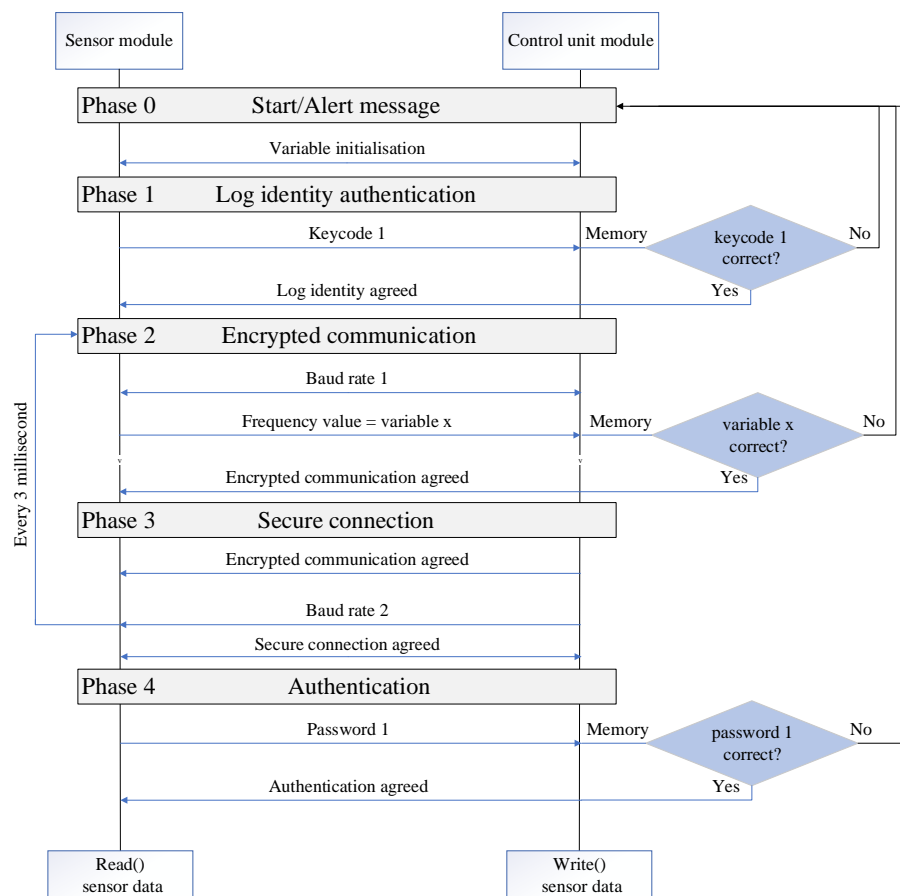 Sensor module
Control unit module
Phase 0 Start/Alert message
Variable initialisation
Phase 1 Log identity authentication
Keycode 1
Memory
keycode 1
correct?
No
Log identity agreed
Yes
Phase 2 Encrypted communication
Baud rate 1
Frequency value = variable x
Memory
variable x
correct?
No
Encrypted communication agreed
Yes
Every 3 millisecond
Phase 3 Secure connection
Encrypted communication agreed
Baud rate 2
Secure connection agreed
Phase 4 Authentication
Password 1
Memory
password 1
correct?
No
Authentication agreed
Yes
Read()
sensor data
Write()
sensor data